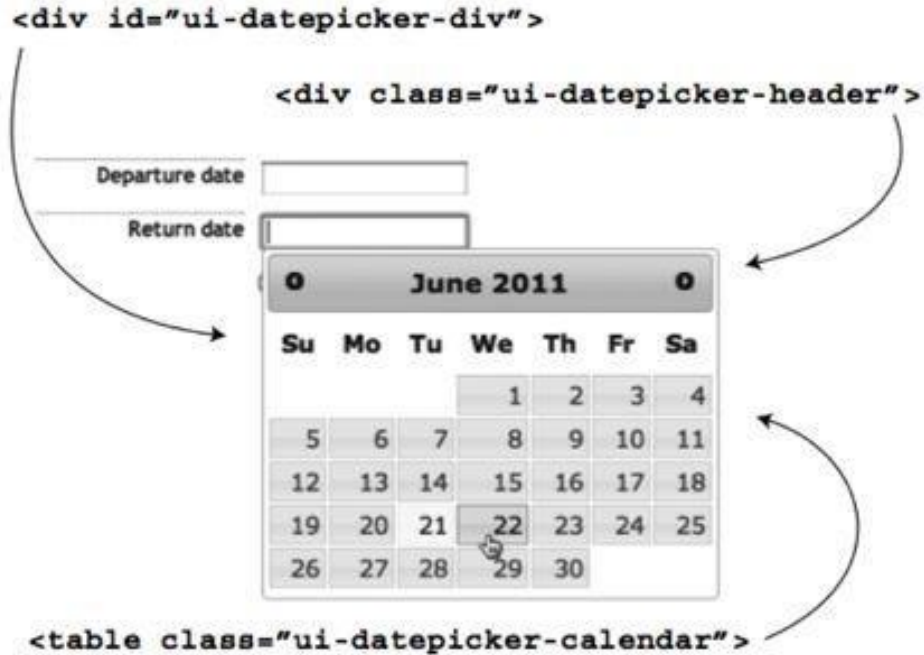 <div id="ui-datepicker-div">
<div class="ui-datepicker-header">
Departure date
Return date
June 2011
Su Mo Tu We Th Fr Sa
1 2 3 4
5 6 7 8 9 10 11
12 13 14 15 16 17 18
19 20 21 22 23 24 25
26 27 28 29 30
<table class="ui-datepicker-calendar">